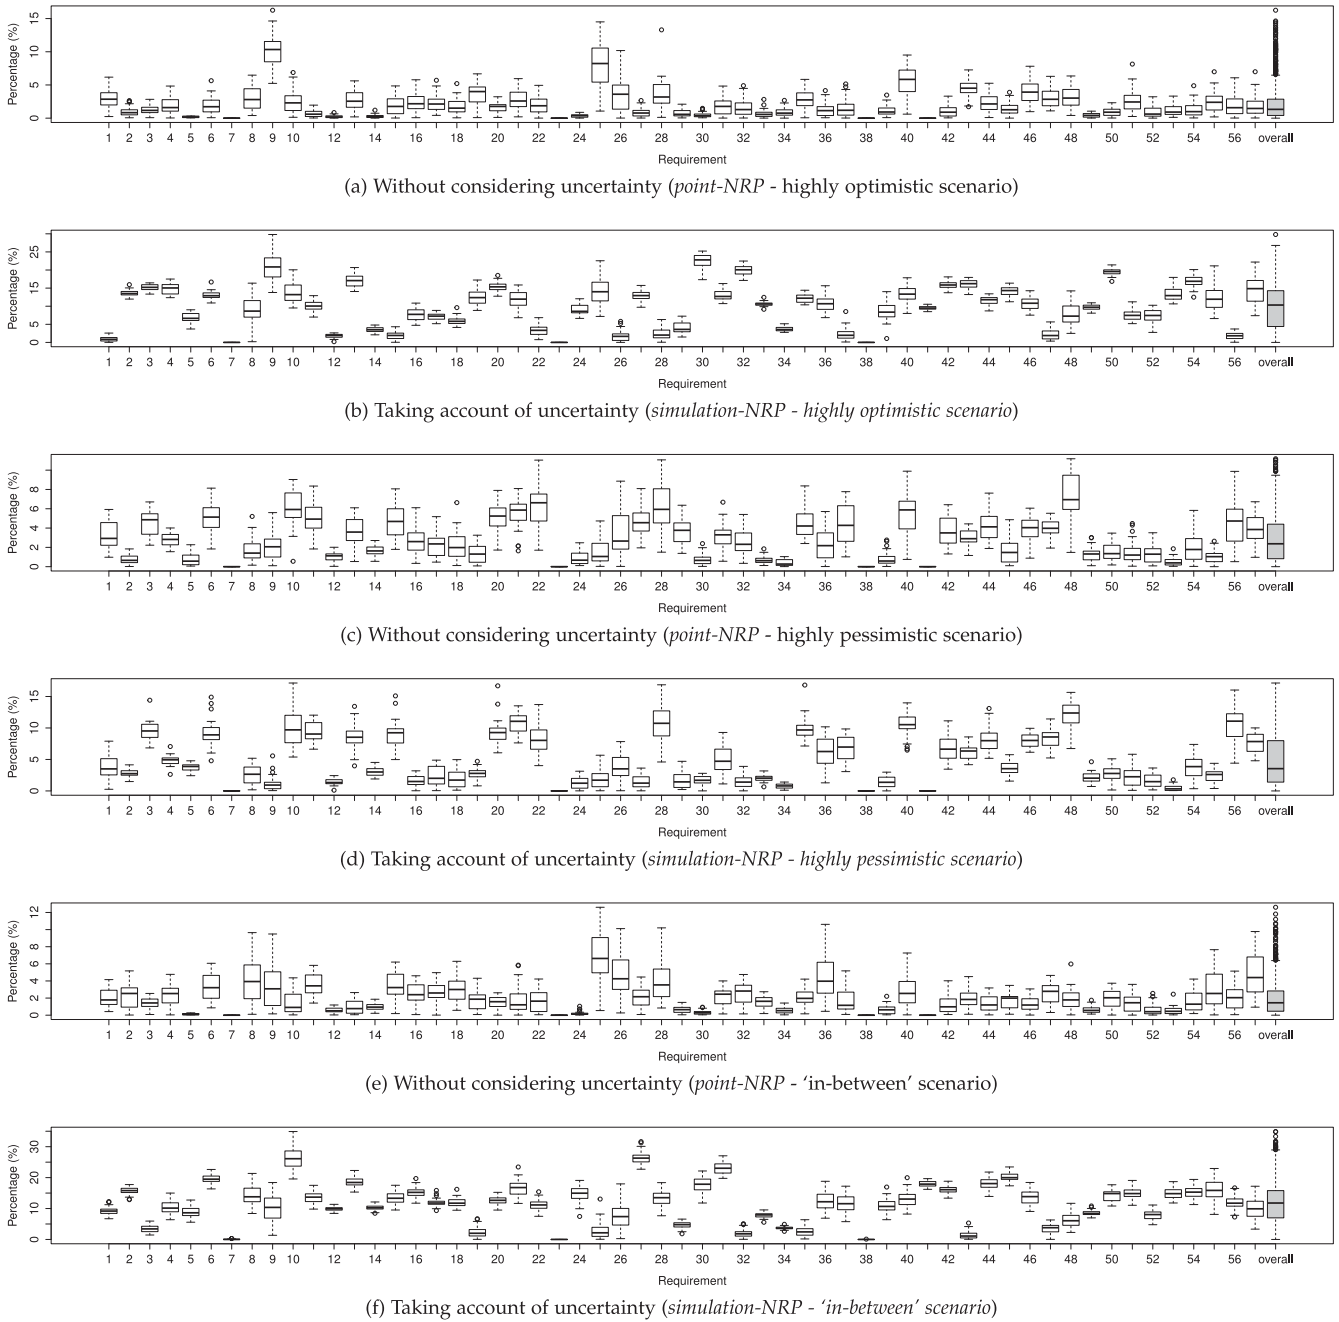 Percentage (%)
15
10
5
0
1 2 3 4 5 6 7 8 9 10 12 14 16 18 20 22 24 26 28 30 32 34 36 38 40 42 44 46 48 50 52 54 56 overall
Requirement
(a) Without considering uncertainty (point-NRP - highly optimistic scenario)
Percentage (%)
25
15
5
0
1 2 3 4 5 6 7 8 9 10 12 14 16 18 20 22 24 26 28 30 32 34 36 38 40 42 44 46 48 50 52 54 56 overall
Requirement
(b) Taking account of uncertainty (simulation-NRP - highly optimistic scenario)
Percentage (%)
8
6
4
2
0
1 2 3 4 5 6 7 8 9 10 12 14 16 18 20 22 24 26 28 30 32 34 36 38 40 42 44 46 48 50 52 54 56 overall
Requirement
(c) Without considering uncertainty (point-NRP - highly pessimistic scenario)
Percentage (%)
15
10
5
0
1 2 3 4 5 6 7 8 9 10 12 14 16 18 20 22 24 26 28 30 32 34 36 38 40 42 44 46 48 50 52 54 56 overall
Requirement
(d) Taking account of uncertainty (simulation-NRP - highly pessimistic scenario)
Percentage (%)
12
8
6
4
2
0
1 2 3 4 5 6 7 8 9 10 12 14 16 18 20 22 24 26 28 30 32 34 36 38 40 42 44 46 48 50 52 54 56 overall
Requirement
(e) Without considering uncertainty (point-NRP - ‘in-between’ scenario)
Percentage (%)
30
20
10
0
1 2 3 4 5 6 7 8 9 10 12 14 16 18 20 22 24 26 28 30 32 34 36 38 40 42 44 46 48 50 52 54 56 overall
Requirement
(f) Taking account of uncertainty (simulation-NRP - ‘in-between’ scenario)